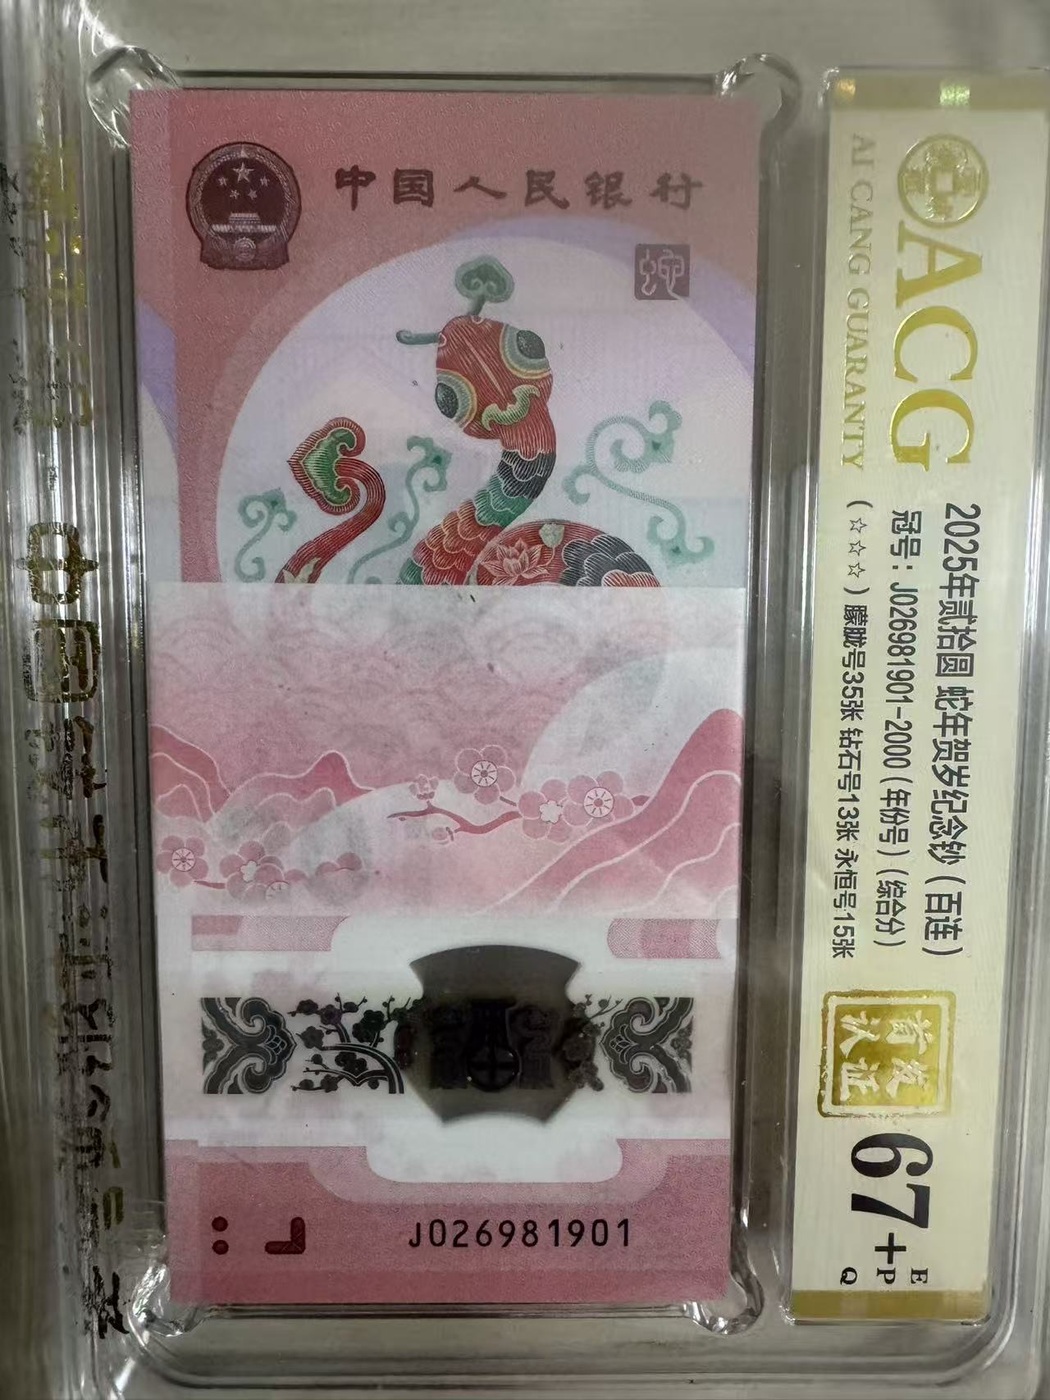 中国人民银行
蛇
J026981901
ACG
AI CANG GUARANTY
2025年贰拾圆 蛇年贺岁纪念钞（百连）
冠号：J026981901-2000（年份号）（综合分）
（☆☆☆）朦胧号35张 钻石号13张 永恒号15张
首发
认证
67+
E
P
Q